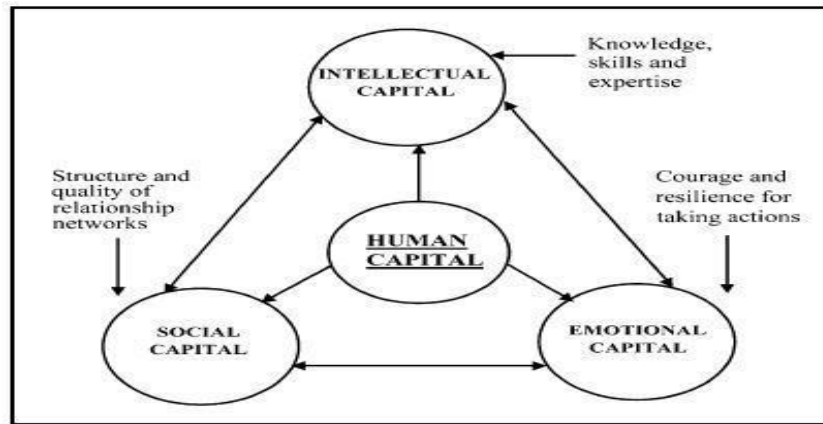 INTELLECTUAL
CAPITAL
Knowledge,
skills and
expertise
Structure and
quality of
relationship
networks
Courage and
resilience for
taking actions
HUMAN
CAPITAL
SOCIAL
CAPITAL
EMOTIONAL
CAPITAL